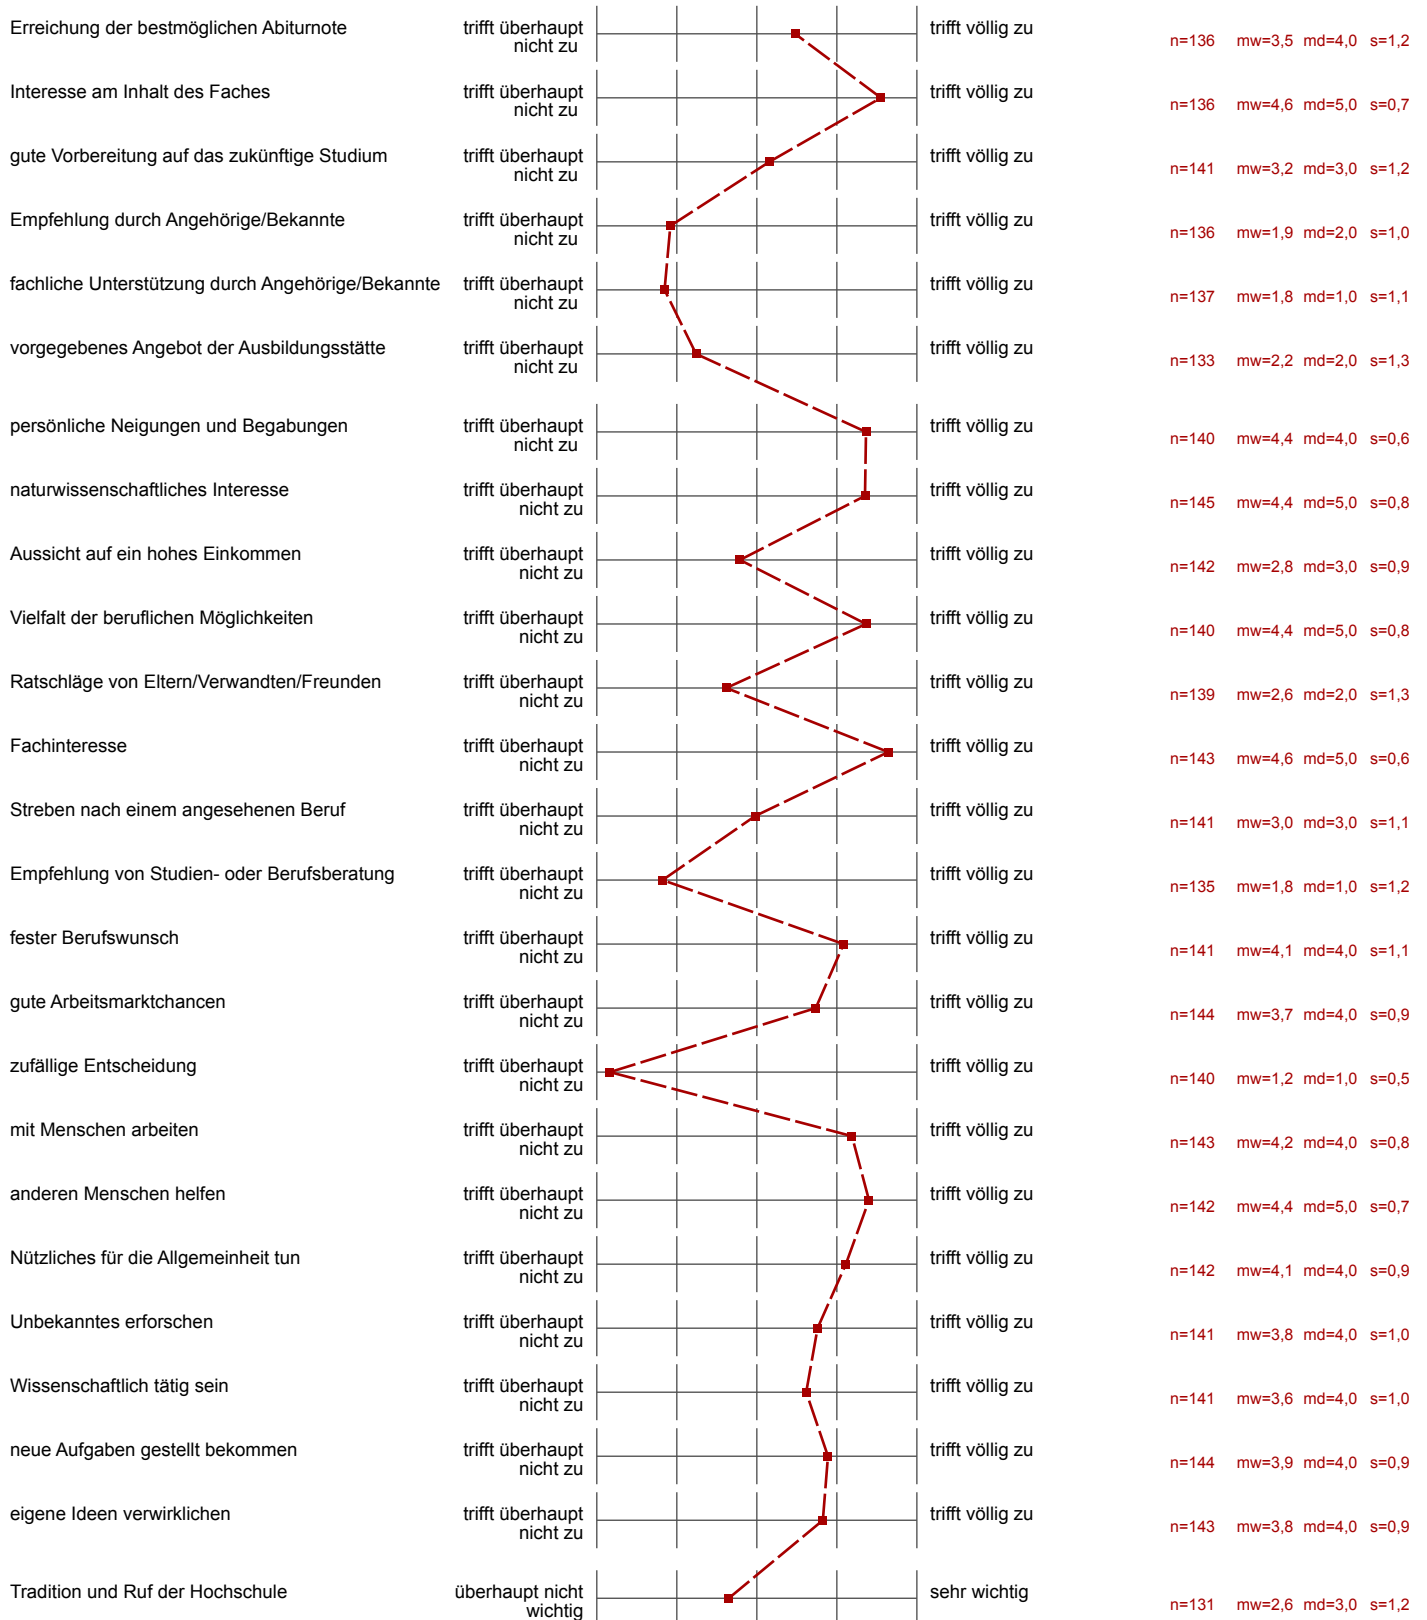 Erreichung der bestmöglichen Abiturnote trifft überhaupt nicht zu trifft völlig zu n=136 mw=3,5 md=4,0 s=1,2
Interesse am Inhalt des Faches trifft überhaupt nicht zu trifft völlig zu n=136 mw=4,6 md=5,0 s=0,7
gute Vorbereitung auf das zukünftige Studium trifft überhaupt nicht zu trifft völlig zu n=141 mw=3,2 md=3,0 s=1,2
Empfehlung durch Angehörige/Bekannte trifft überhaupt nicht zu trifft völlig zu n=136 mw=1,9 md=2,0 s=1,0
fachliche Unterstützung durch Angehörige/Bekannte trifft überhaupt nicht zu trifft völlig zu n=137 mw=1,8 md=1,0 s=1,1
vorgegebenes Angebot der Ausbildungsstätte trifft überhaupt nicht zu trifft völlig zu n=133 mw=2,2 md=2,0 s=1,3
persönliche Neigungen und Begabungen trifft überhaupt nicht zu trifft völlig zu n=140 mw=4,4 md=4,0 s=0,6
naturwissenschaftliches Interesse trifft überhaupt nicht zu trifft völlig zu n=145 mw=4,4 md=5,0 s=0,8
Aussicht auf ein hohes Einkommen trifft überhaupt nicht zu trifft völlig zu n=142 mw=2,8 md=3,0 s=0,9
Vielfalt der beruflichen Möglichkeiten trifft überhaupt nicht zu trifft völlig zu n=140 mw=4,4 md=5,0 s=0,8
Ratschläge von Eltern/Verwandten/Freunden trifft überhaupt nicht zu trifft völlig zu n=139 mw=2,6 md=2,0 s=1,3
Fachinteresse trifft überhaupt nicht zu trifft völlig zu n=143 mw=4,6 md=5,0 s=0,6
Streben nach einem angesehenen Beruf trifft überhaupt nicht zu trifft völlig zu n=141 mw=3,0 md=3,0 s=1,1
Empfehlung von Studien- oder Berufsberatung trifft überhaupt nicht zu trifft völlig zu n=135 mw=1,8 md=1,0 s=1,2
fester Berufswunsch trifft überhaupt nicht zu trifft völlig zu n=141 mw=4,1 md=4,0 s=1,1
gute Arbeitsmarktchancen trifft überhaupt nicht zu trifft völlig zu n=144 mw=3,7 md=4,0 s=0,9
zufällige Entscheidung trifft überhaupt nicht zu trifft völlig zu n=140 mw=1,2 md=1,0 s=0,5
mit Menschen arbeiten trifft überhaupt nicht zu trifft völlig zu n=143 mw=4,2 md=4,0 s=0,8
anderen Menschen helfen trifft überhaupt nicht zu trifft völlig zu n=142 mw=4,4 md=5,0 s=0,7
Nützliches für die Allgemeinheit tun trifft überhaupt nicht zu trifft völlig zu n=142 mw=4,1 md=4,0 s=0,9
Unbekanntes erforschen trifft überhaupt nicht zu trifft völlig zu n=141 mw=3,8 md=4,0 s=1,0
Wissenschaftlich tätig sein trifft überhaupt nicht zu trifft völlig zu n=141 mw=3,6 md=4,0 s=1,0
neue Aufgaben gestellt bekommen trifft überhaupt nicht zu trifft völlig zu n=144 mw=3,9 md=4,0 s=0,9
eigene Ideen verwirklichen trifft überhaupt nicht zu trifft völlig zu n=143 mw=3,8 md=4,0 s=0,9
Tradition und Ruf der Hochschule überhaupt nicht wichtig sehr wichtig n=131 mw=2,6 md=3,0 s=1,2